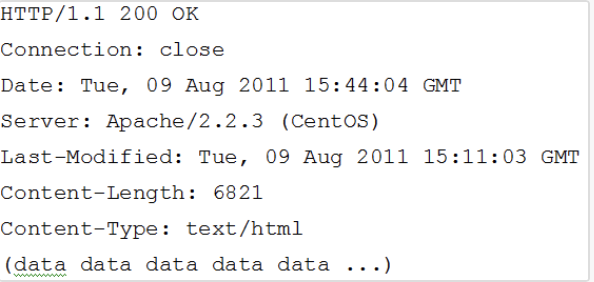 HTTP/1.1 200 OK
Connection: close
Date: Tue, 09 Aug 2011 15:44:04 GMT
Server: Apache/2.2.3 (CentOS)
Last-Modified: Tue, 09 Aug 2011 15:11:03 GMT
Content-Length: 6821
Content-Type: text/html
(data data data data data ...)